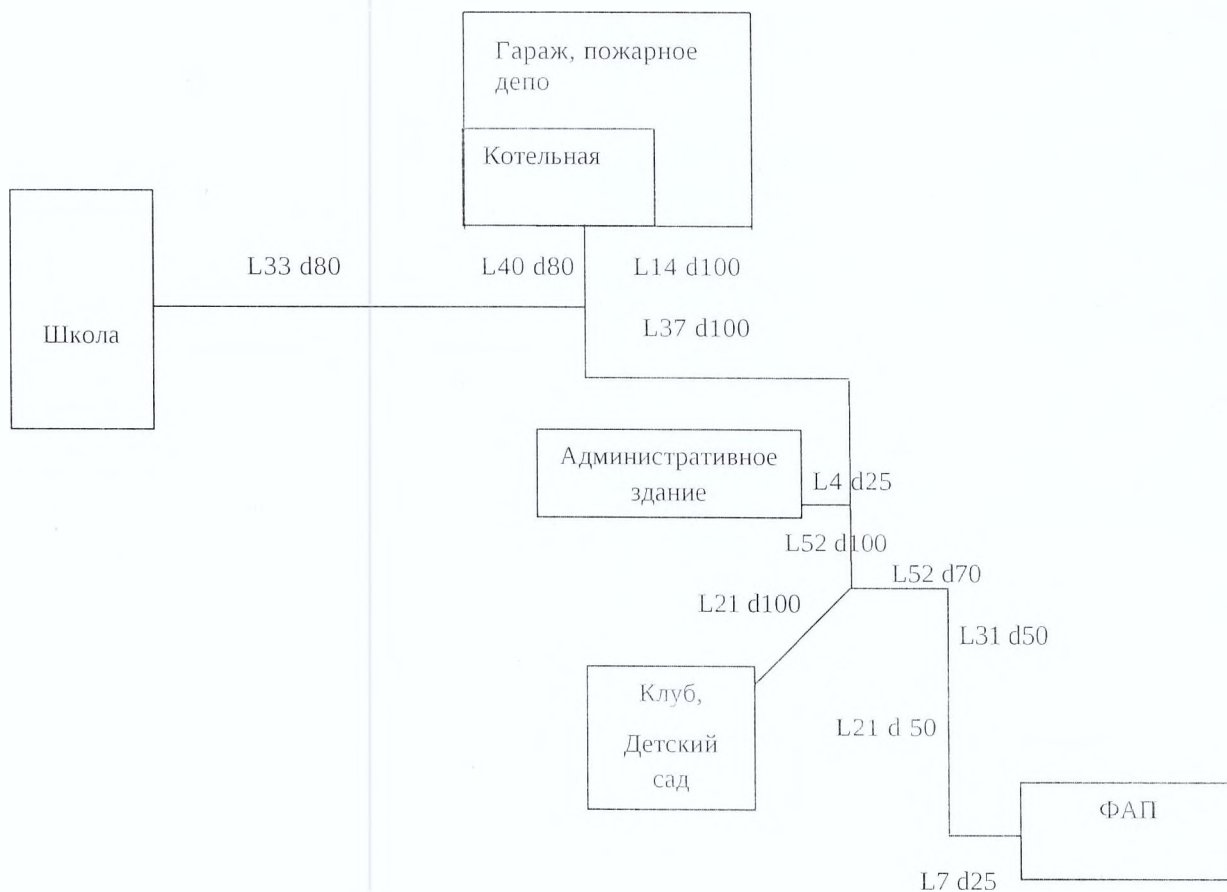 Гараж, пожарное
депо
Котельная
L33 d80
L40 d80
L14 d100
Школа
L37 d100
Административное
здание
L4 d25
L52 d100
L52 d70
L21 d100
L31 d50
Клуб,
Детский
сад
L21 d 50
ФАП
L7 d25